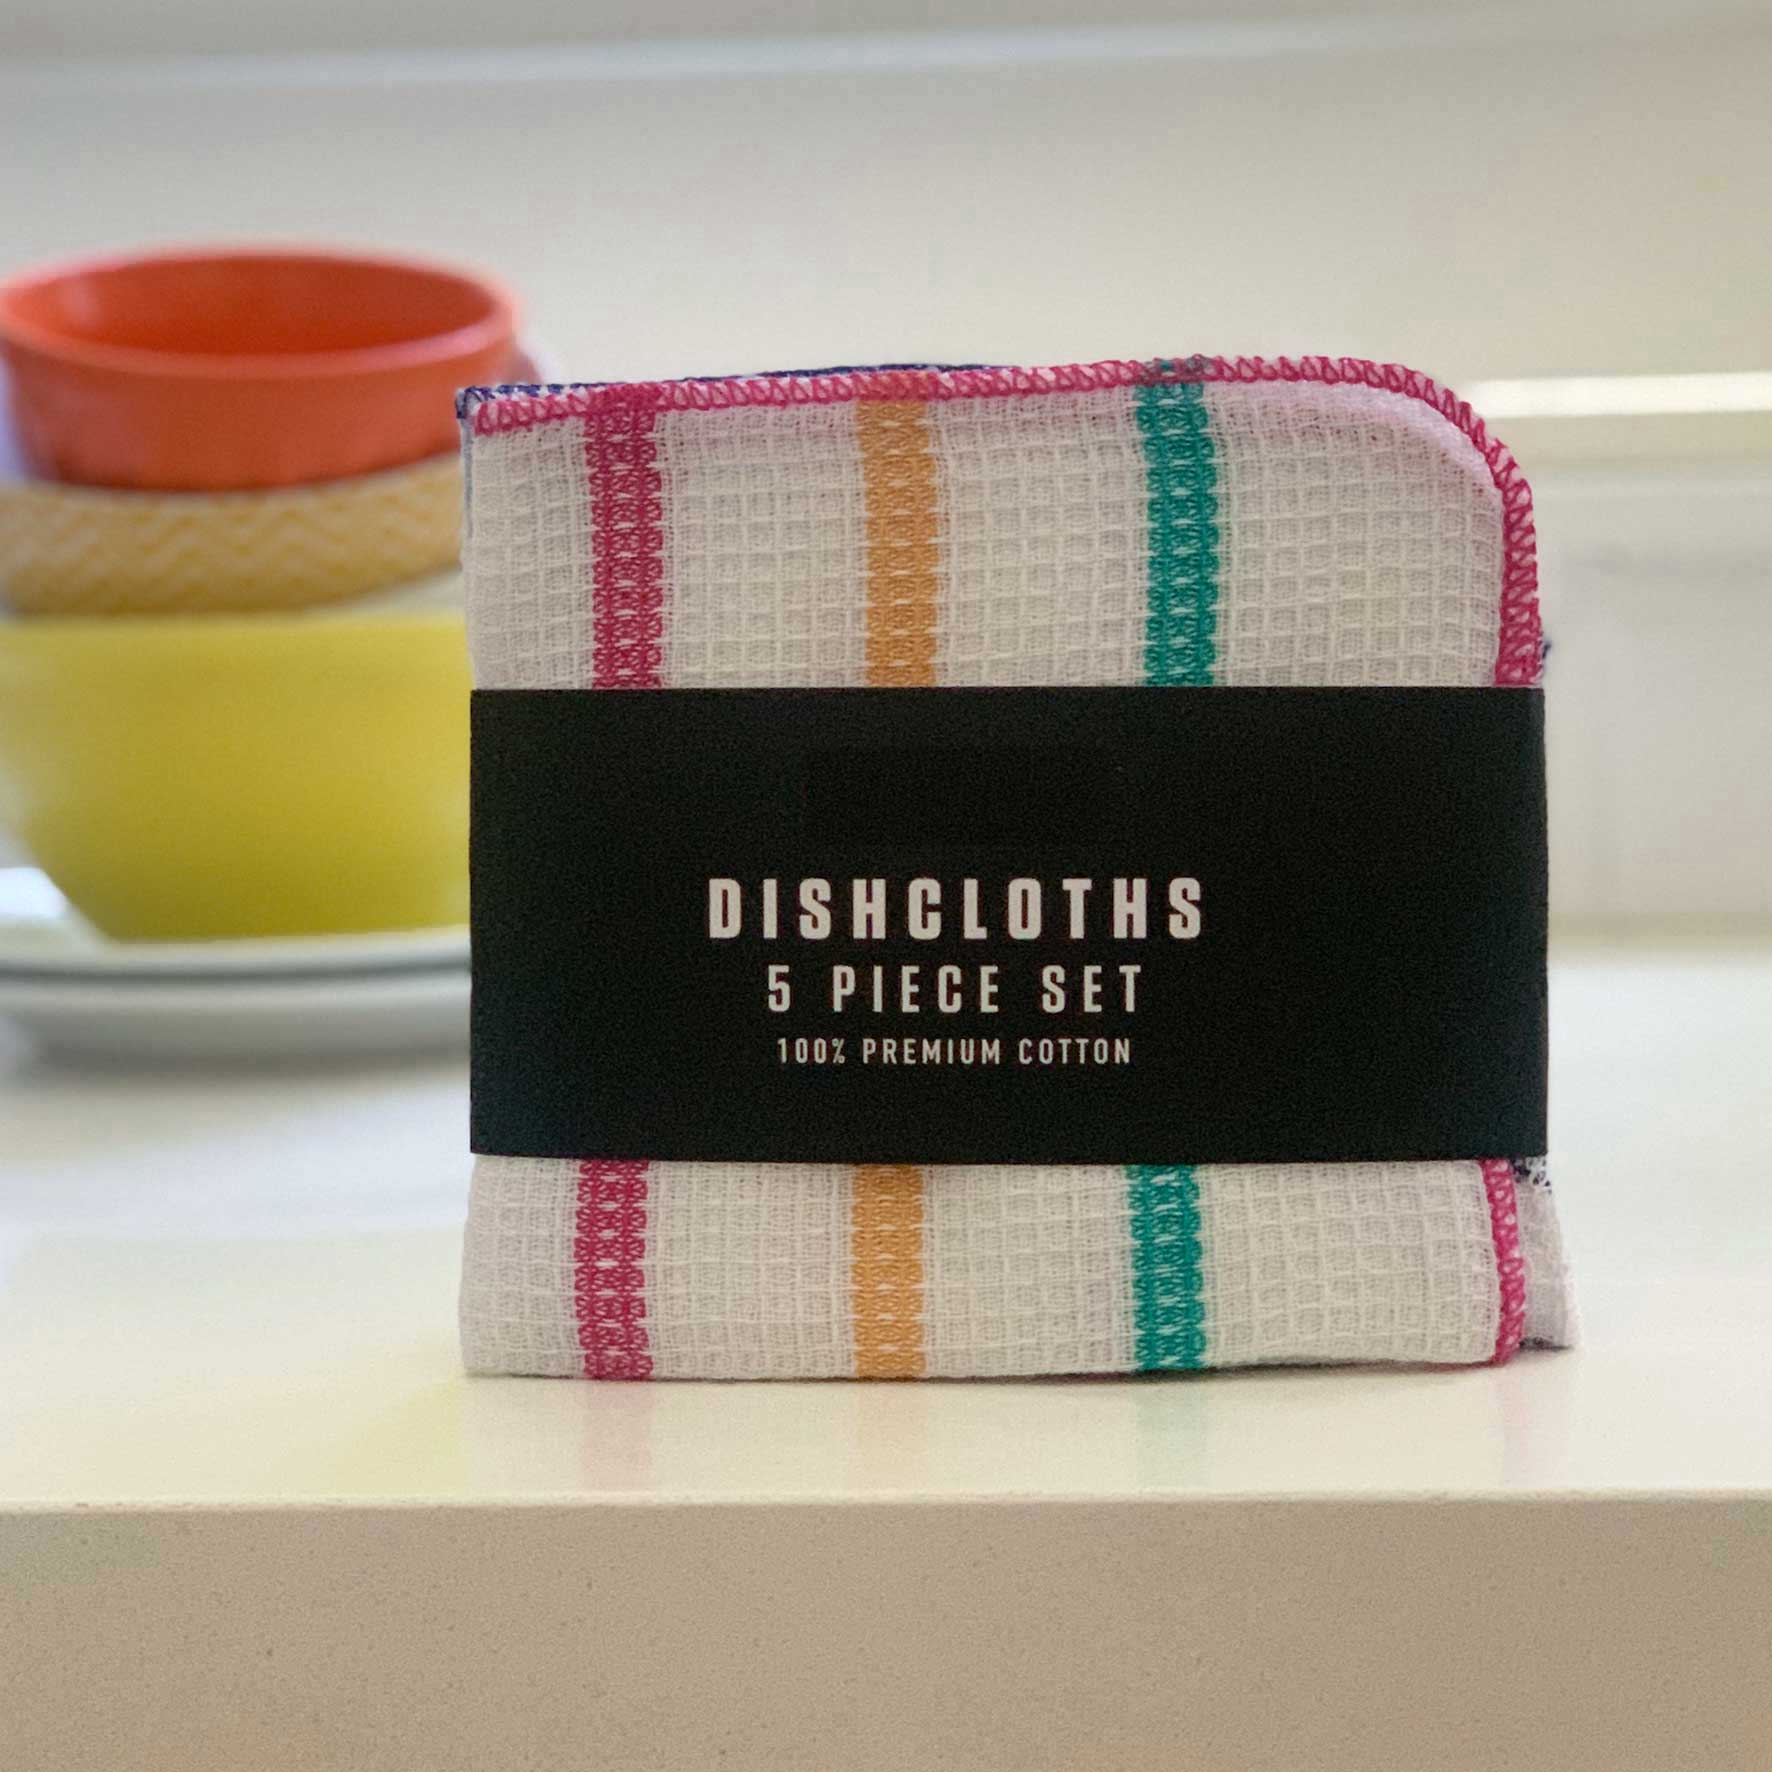 DISHCLOTHS
5 PIECE SET
100% PREMIUM COTTON